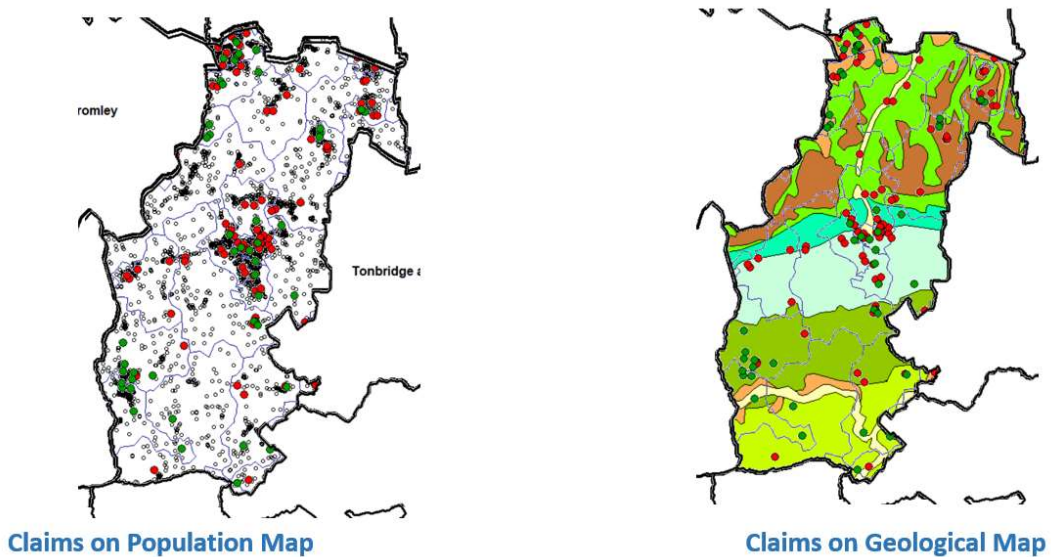 romley
Tonbridge a
Claims on Population Map
Claims on Geological Map